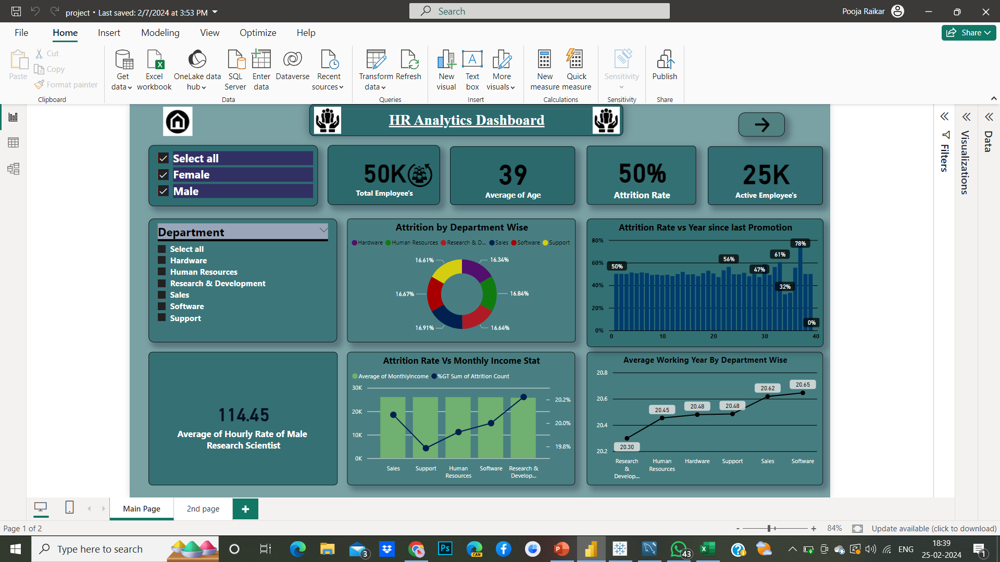 project • Last saved: 2/7/2024 at 3:53 PM
Search
Pooja Raikar
File Home Insert Modeling View Optimize Help
Share
Paste
Cut
Copy
Format painter
Clipboard
Get data
Excel workbook
OneLake data hub
SQL Server
Enter data
Dataverse
Recent sources
Data
Transform data
Refresh
Queries
New visual
Text box
More visuals
Insert
New measure
Quick measure
Calculations
Sensitivity
Sensitivity
Publish
Share
HR Analytics Dashboard
Filters
Visualizations
Data
Select all
Female
Male
50K
Total Employee's
39
Average of Age
50%
Attrition Rate
25K
Active Employee's
Department
Select all
Hardware
Human Resources
Research & Development
Sales
Software
Support
Attrition by Department Wise
Hardware Human Resources Research & D... Sales Software Support
16.61% 16.34%
16.67% 16.84%
16.91% 16.64%
Attrition Rate vs Year since last Promotion
80%
60%
40%
20%
0%
50%
56%
47%
61%
32%
78%
0%
0 10 20 30 40
114.45
Average of Hourly Rate of Male
Research Scientist
Attrition Rate Vs Monthly Income Stat
Average of MonthlyIncome %GT Sum of Attrition Count
30K
20K
10K
0K
20.2%
20.0%
19.8%
Sales
Support
Human Resources
Software
Research & Develop...
Average Working Year By Department Wise
20.8
20.6
20.4
20.2
20.30
20.45
20.48
20.48
20.62
20.65
Research & Develop...
Human Resources
Hardware
Support
Sales
Software
Main Page
2nd page
+
Page 1 of 2
- + 84%
Update available (click to download)
Type here to search
3
Ps
CAN
P
43
X
ENG
18:39
25-02-2024
1